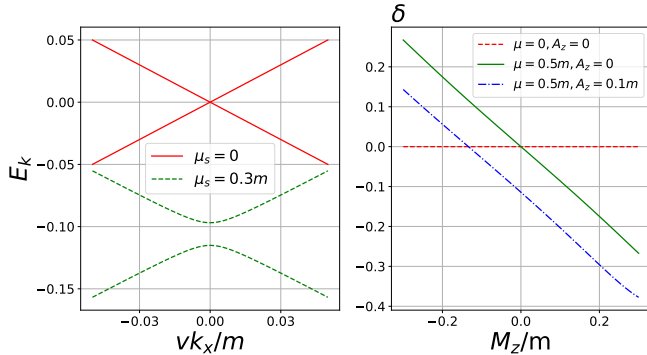 0.05
0.00
−0.05
−0.10
−0.15
E_k
−0.03
0.00
0.03
vk_x/m
μ_s = 0
μ_s = 0.3m
δ
0.2
0.1
0.0
−0.1
−0.2
−0.3
−0.4
−0.2
0.0
0.2
M_z/m
μ = 0, A_z = 0
μ = 0.5m, A_z = 0
μ = 0.5m, A_z = 0.1m